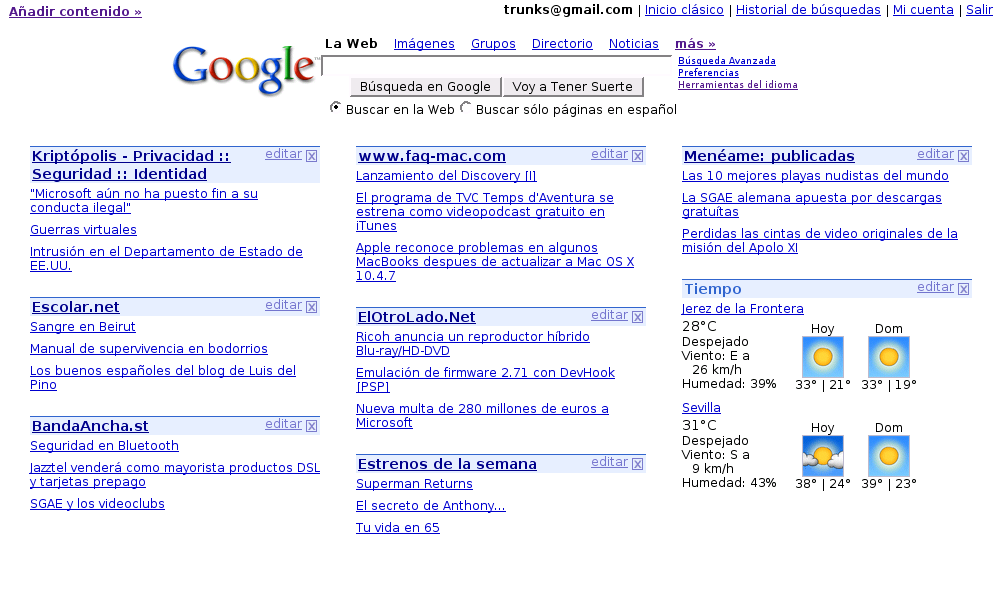 Añadir contenido »
trunks@gmail.com | Inicio clásico | Historial de búsquedas | Mi cuenta | Salir
La Web Imágenes Grupos Directorio Noticias más »
Google
Búsqueda Avanzada
Preferencias
Herramientas del idioma
Búsqueda en Google Voy a Tener Suerte
Buscar en la Web Buscar sólo páginas en español
Kriptópolis - Privacidad ::
Seguridad :: Identidad
editar X
"Microsoft aún no ha puesto fin a su
conducta ilegal"
Guerras virtuales
Intrusión en el Departamento de Estado de
EE.UU.
Escolar.net editar X
Sangre en Beirut
Manual de supervivencia en bodorrios
Los buenos españoles del blog de Luis del
Pino
BandaAncha.st editar X
Seguridad en Bluetooth
Jazztel venderá como mayorista productos DSL
y tarjetas prepago
SGAE y los videoclubs
www.faq-mac.com editar X
Lanzamiento del Discovery [I]
El programa de TVC Temps d'Aventura se
estrena como videopodcast gratuito en
iTunes
Apple reconoce problemas en algunos
MacBooks despues de actualizar a Mac OS X
10.4.7
ElOtroLado.Net editar X
Ricoh anuncia un reproductor híbrido
Blu-ray/HD-DVD
Emulación de firmware 2.71 con DevHook
[PSP]
Nueva multa de 280 millones de euros a
Microsoft
Estrenos de la semana editar X
Superman Returns
El secreto de Anthony...
Tu vida en 65
Menéame: publicadas editar X
Las 10 mejores playas nudistas del mundo
La SGAE alemana apuesta por descargas
gratuítas
Perdidas las cintas de video originales de la
misión del Apolo XI
Tiempo editar X
Jerez de la Frontera
28°C
Despejado
Viento: E a
26 km/h
Humedad: 39%
Hoy Dom
33° | 21° 33° | 19°
Sevilla
31°C
Despejado
Viento: S a
9 km/h
Humedad: 43%
Hoy Dom
38° | 24° 39° | 23°